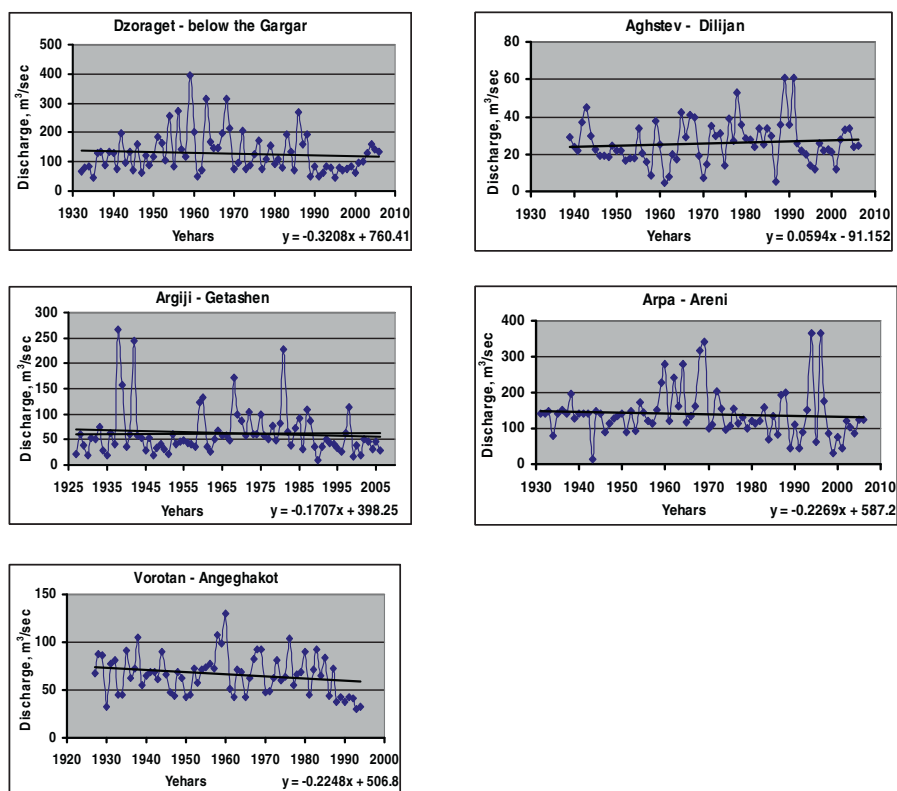 Dzoraget - below the Gargar
500
400
300
200
100
0
Discharge, m³/sec
1930 1940 1950 1960 1970 1980 1990 2000 2010
Yehars
y = -0.3208x + 760.41
Aghstev - Dilijan
80
60
40
20
0
Discharge, m³/sec
1930 1940 1950 1960 1970 1980 1990 2000 2010
Years
y = 0.0594x - 91.152
Argiji - Getashen
300
250
200
150
100
50
0
Discharge, m³/sec
1925 1935 1945 1955 1965 1975 1985 1995 2005
Yehars
y = -0.1707x + 398.25
Arpa - Areni
400
300
200
100
0
Discharge, m³/sec
1930 1940 1950 1960 1970 1980 1990 2000 2010
Yehars
y = -0.2269x + 587.2
Vorotan - Angeghakot
150
100
50
0
Discharge, m³/sec
1920 1930 1940 1950 1960 1970 1980 1990 2000
Yehars
y = -0.2248x + 506.8